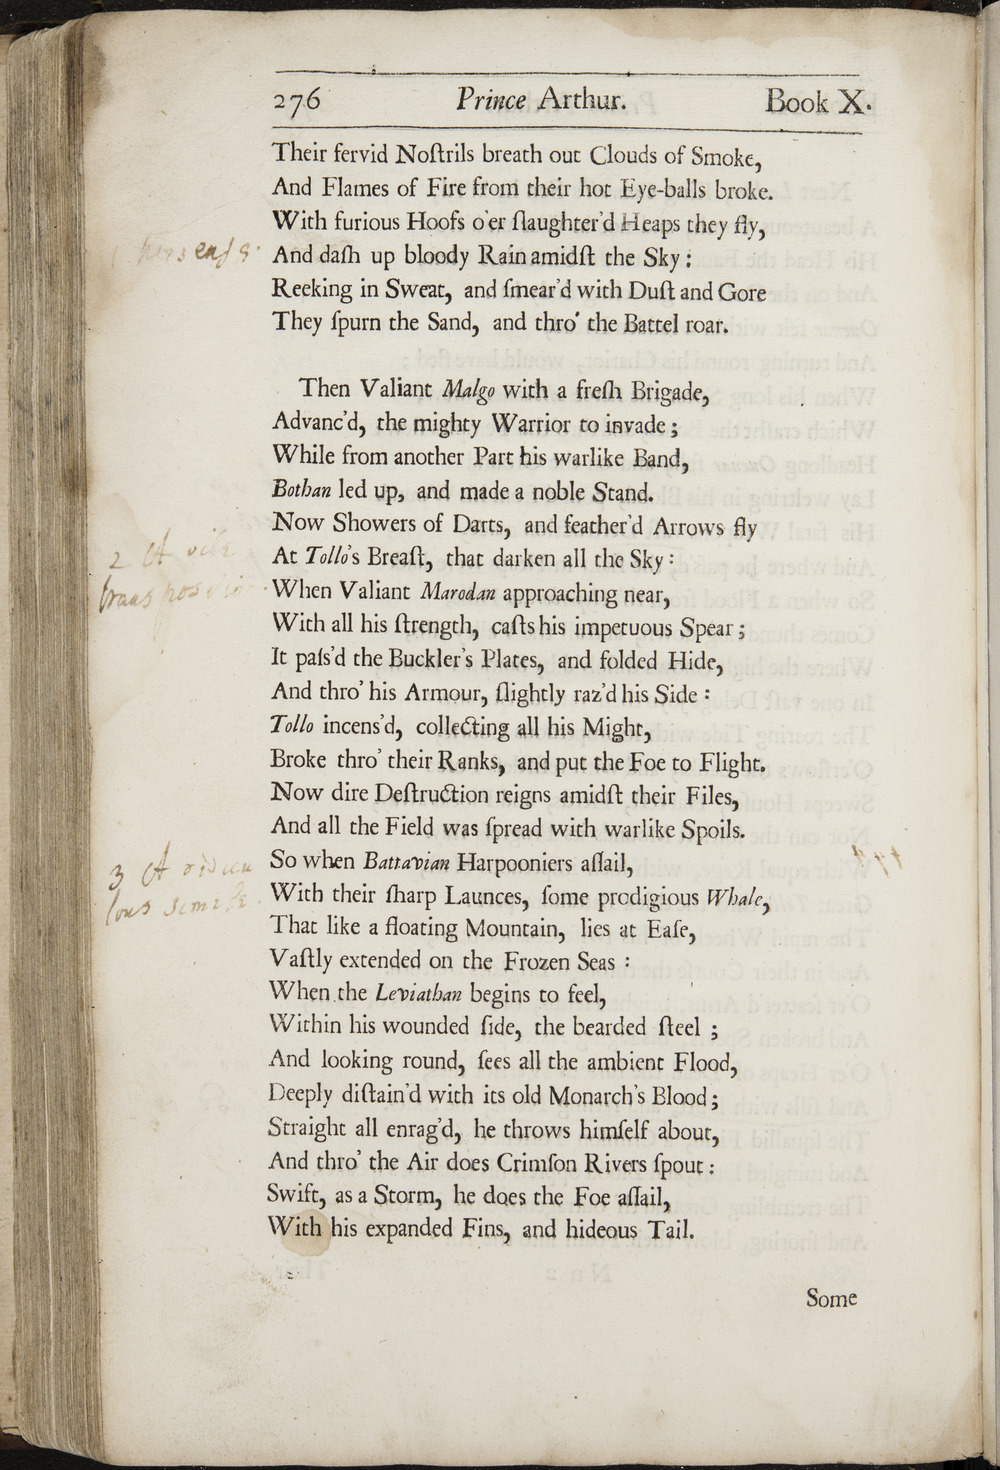 276 Prince Arthur. Book X.
Their fervid Noſtrils breath out Clouds of Smoke,
And Flames of Fire from their hot Eye-balls broke.
With furious Hoofs o'er ſlaughter'd Heaps they fly,
And daſh up bloody Rain amidſt the Sky:
Reeking in Sweat, and ſmear'd with Duſt and Gore
They ſpurn the Sand, and thro' the Battel roar.
Then Valiant Malgo with a freſh Brigade,
Advanc'd, the mighty Warrior to invade;
While from another Part his warlike Band,
Bothan led up, and made a noble Stand.
Now Showers of Darts, and feather'd Arrows fly
2 A vile
At Tollo's Breaſt, that darken all the Sky:
When Valiant Marodan approaching near,
With all his ſtrength, caſts his impetuous Spear;
It paſs'd the Buckler's Plates, and folded Hide,
And thro' his Armour, ſlightly raz'd his Side:
Tollo incens'd, collecting all his Might,
Broke thro' their Ranks, and put the Foe to Flight.
Now dire Deſtruction reigns amidſt their Files,
And all the Field was ſpread with warlike Spoils.
3 A ridicu
So when Battavian Harpooniers aſſail,
lous simile.
With their ſharp Launces, ſome prodigious Whale,
That like a floating Mountain, lies at Eaſe,
Vaſtly extended on the Frozen Seas:
When the Leviathan begins to feel,
Within his wounded ſide, the bearded ſteel;
And looking round, ſees all the ambient Flood,
Deeply diſtain'd with its old Monarch's Blood;
Straight all enrag'd, he throws himſelf about,
And thro' the Air does Crimſon Rivers ſpout:
Swift, as a Storm, he does the Foe aſſail,
With his expanded Fins, and hideous Tail.
Some